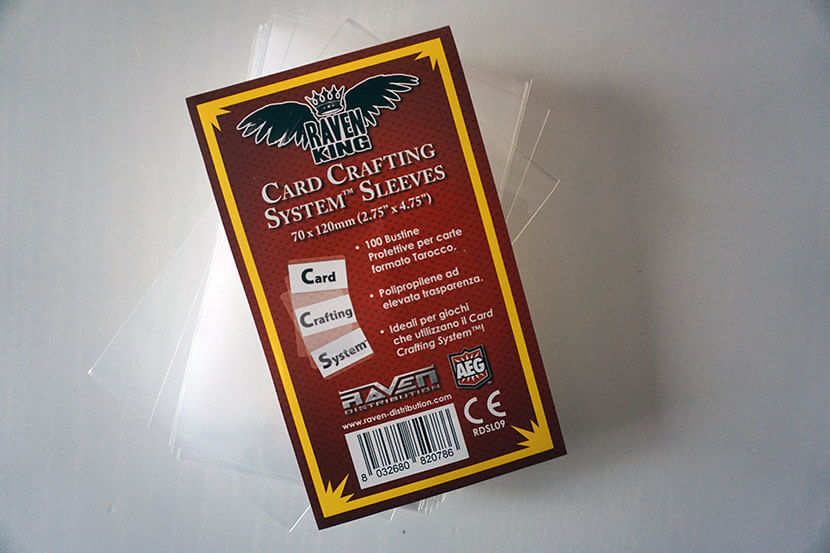 RAVEN
KING
CARD CRAFTING
SYSTEM™ SLEEVES
70 x 120mm (2.75” x 4.75”)
• 100 Bustine
Protettive per carte
formato Tarocco.
• Polipropilene ad
elevata trasparenza.
• Ideali per giochi
che utilizzano il Card
Crafting System™!
Card
Crafting
System™
RAVEN
DISTRIBUTION
www.raven-distribution.com
AEG
CE
RDSL09
8 032680 820786